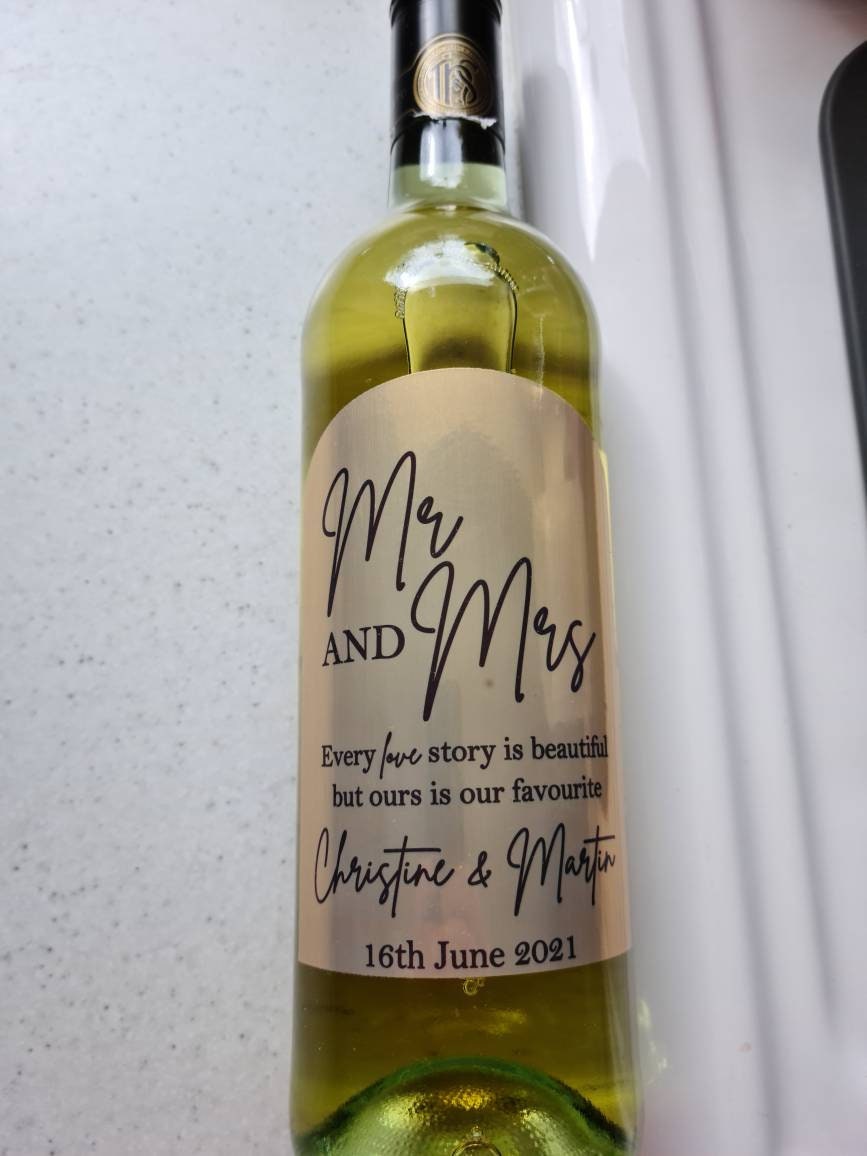 Mr
AND Mrs
Every love story is beautiful
but ours is our favourite
Christine & Martin
16th June 2021